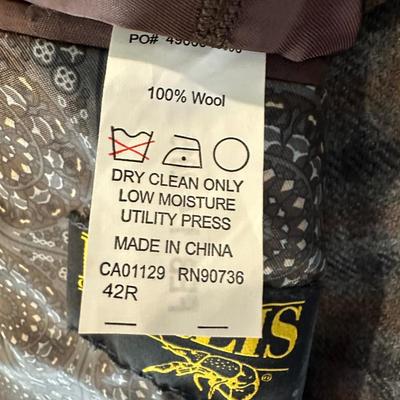 PO#
100% Wool
DRY CLEAN ONLY
LOW MOISTURE
UTILITY PRESS
MADE IN CHINA
CA01129 RN90736
42R